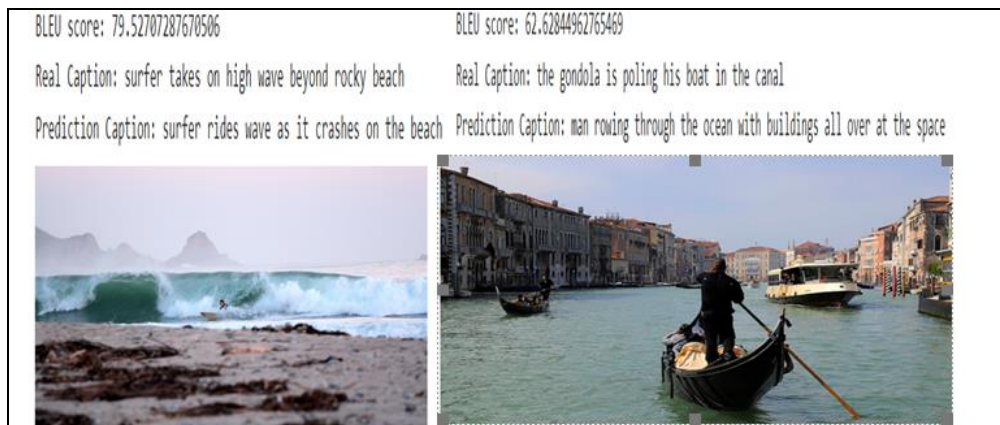 BLEU score: 79.52707287670506
Real Caption: surfer takes on high wave beyond rocky beach
Prediction Caption: surfer rides wave as it crashes on the beach
BLEU score: 62.62844962765469
Real Caption: the gondola is poling his boat in the canal
Prediction Caption: man rowing through the ocean with buildings all over at the space